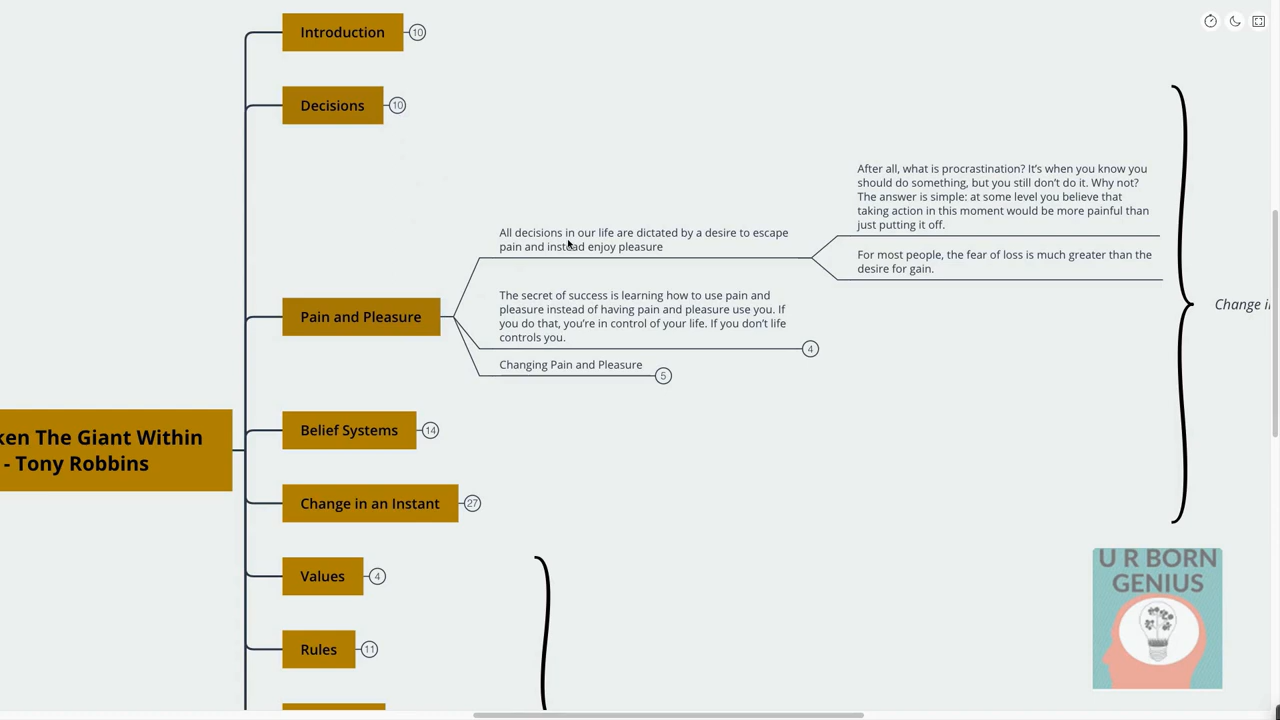 Introduction
10
Decisions
10
After all, what is procrastination? It's when you know you
should do something, but you still don't do it. Why not?
The answer is simple: at some level you believe that
taking action in this moment would be more painful than
just putting it off.
All decisions in our life are dictated by a desire to escape
pain and instead enjoy pleasure
For most people, the fear of loss is much greater than the
desire for gain.
Pain and Pleasure
The secret of success is learning how to use pain and
pleasure instead of having pain and pleasure use you. If
you do that, you're in control of your life. If you don't life
controls you.
4
Changing Pain and Pleasure
5
Change i
Belief Systems
14
ken The Giant Within
- Tony Robbins
Change in an Instant
27
Values
4
Rules
11
U R BORN
GENIUS